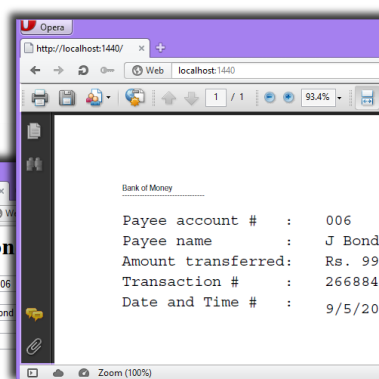 Opera
http://localhost:1440/
Web localhost:1440
1 / 1 93.4%
Bank of Money
Payee account # : 006
Payee name : J Bond
Amount transferred: Rs. 99
Transaction # : 266884
Date and Time # : 9/5/20
Zoom (100%)